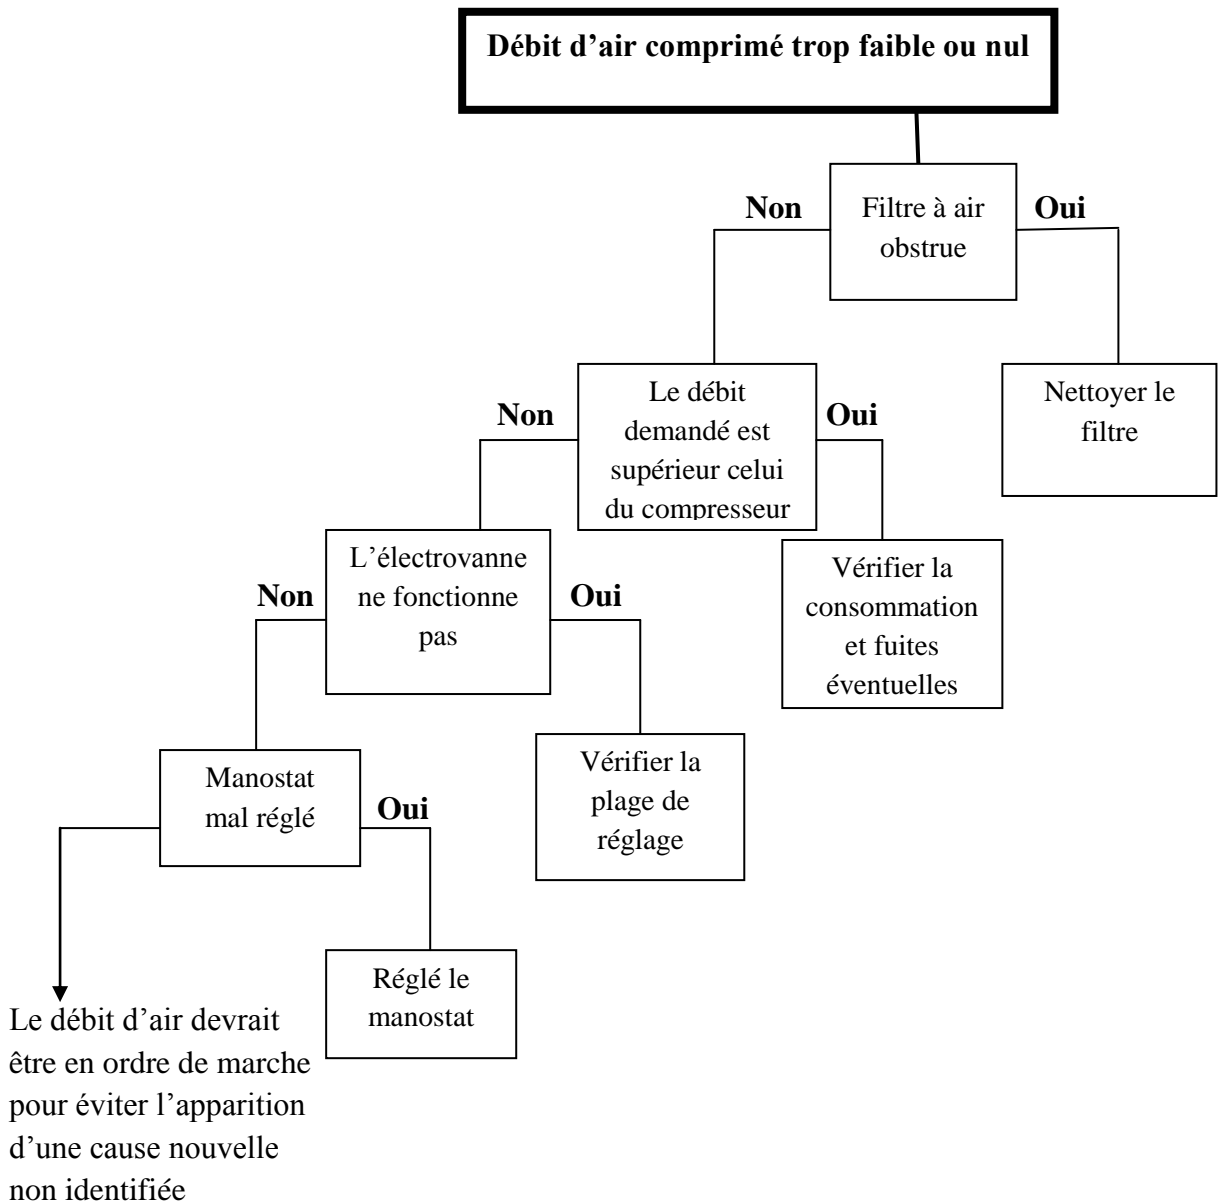 Débit d’air comprimé trop faible ou nul
Non
Filtre à air
obstrue
Oui
Le débit
demandé est
supérieur celui
du compresseur
Non
Oui
Nettoyer le
filtre
L’électrovanne
ne fonctionne
pas
Non
Oui
Vérifier la
consommation
et fuites
éventuelles
Manostat
mal réglé
Oui
Vérifier la
plage de
réglage
Réglé le
manostat
Le débit d’air devrait
être en ordre de marche
pour éviter l’apparition
d’une cause nouvelle
non identifiée